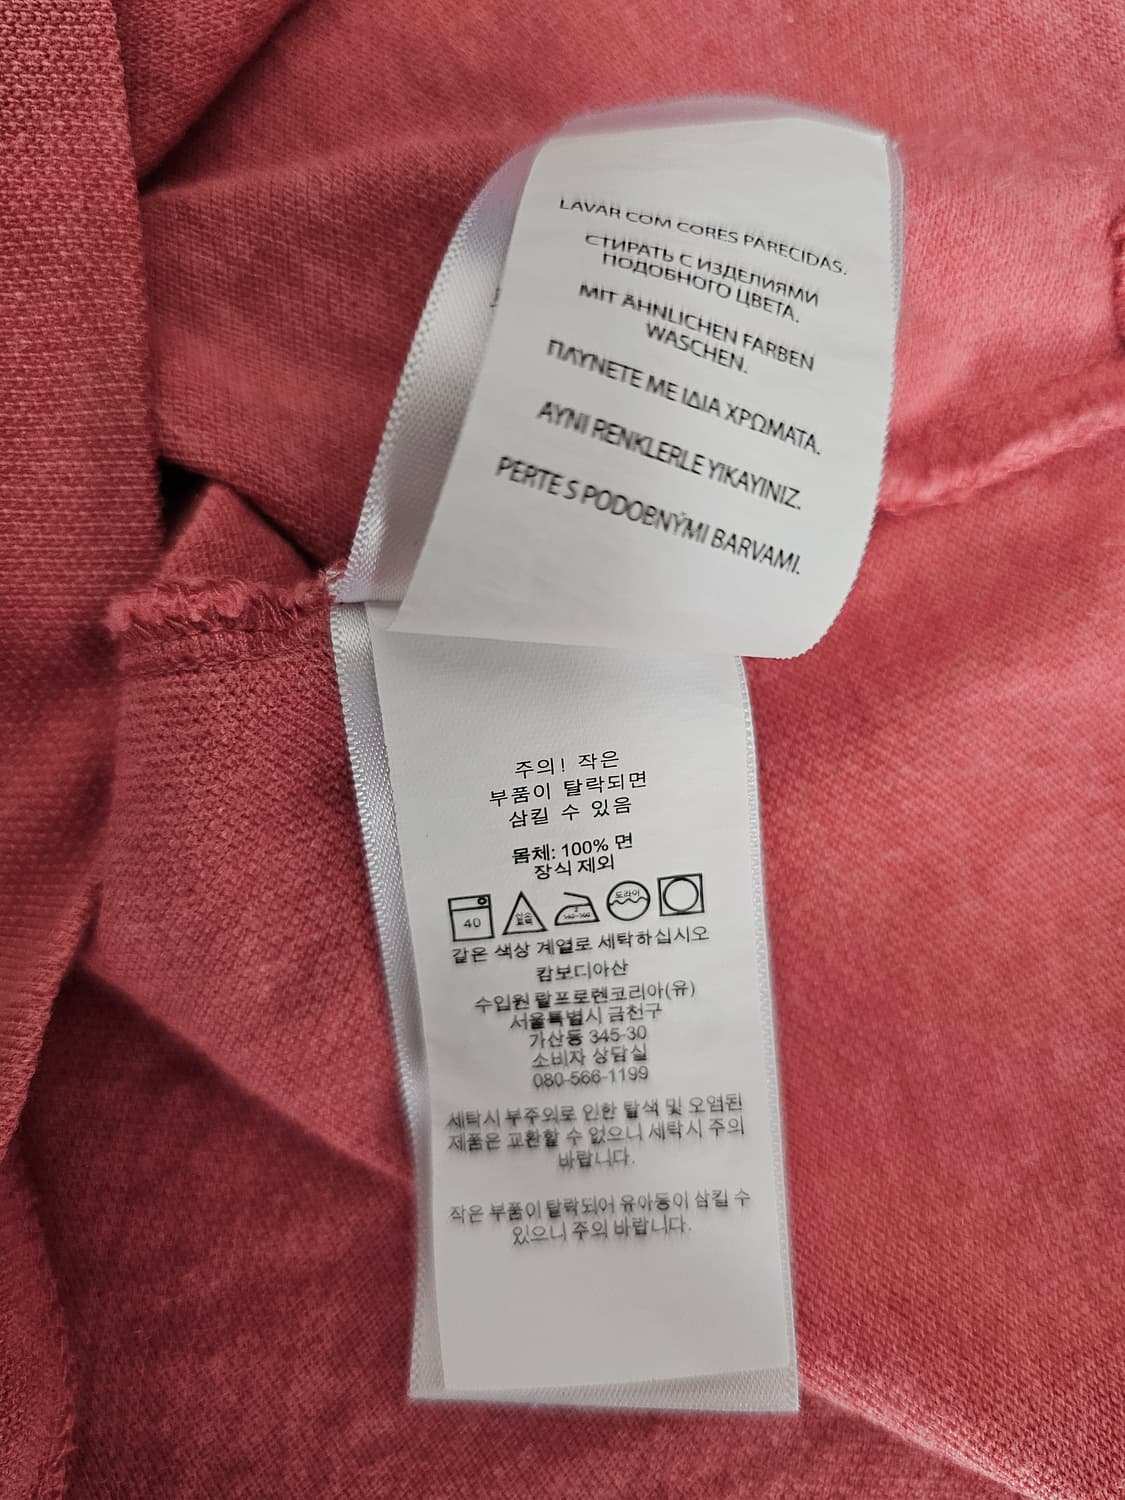 LAVAR COM CORES PARECIDAS.
СТИРАТЬ С ИЗДЕЛИЯМИ
ПОДОБНОГО ЦВЕТА.
MIT ÄHNLICHEN FARBEN
WASCHEN.
ΠΛΥΝΕΤΕ ΜΕ ΙΔΙΑ ΧΡΩΜΑΤΑ.
AYNI RENKLERLE YIKAYINIZ.
PERTE S PODOBNÝMI BARVAMI.
주의! 작은
부품이 탈락되면
삼킬 수 있음
몸체: 100% 면
장식 제외
40
드라이
같은 색상 계열로 세탁하십시오
캄보디아산
수입원 랄프로렌코리아(유)
서울특별시 금천구
가산동 345-30
소비자 상담실
080-566-1199
세탁시 부주의로 인한 탈색 및 오염된
제품은 교환할 수 없으니 세탁시 주의
바랍니다.
작은 부품이 탈락되어 유아등이 삼킬 수
있으니 주의 바랍니다.